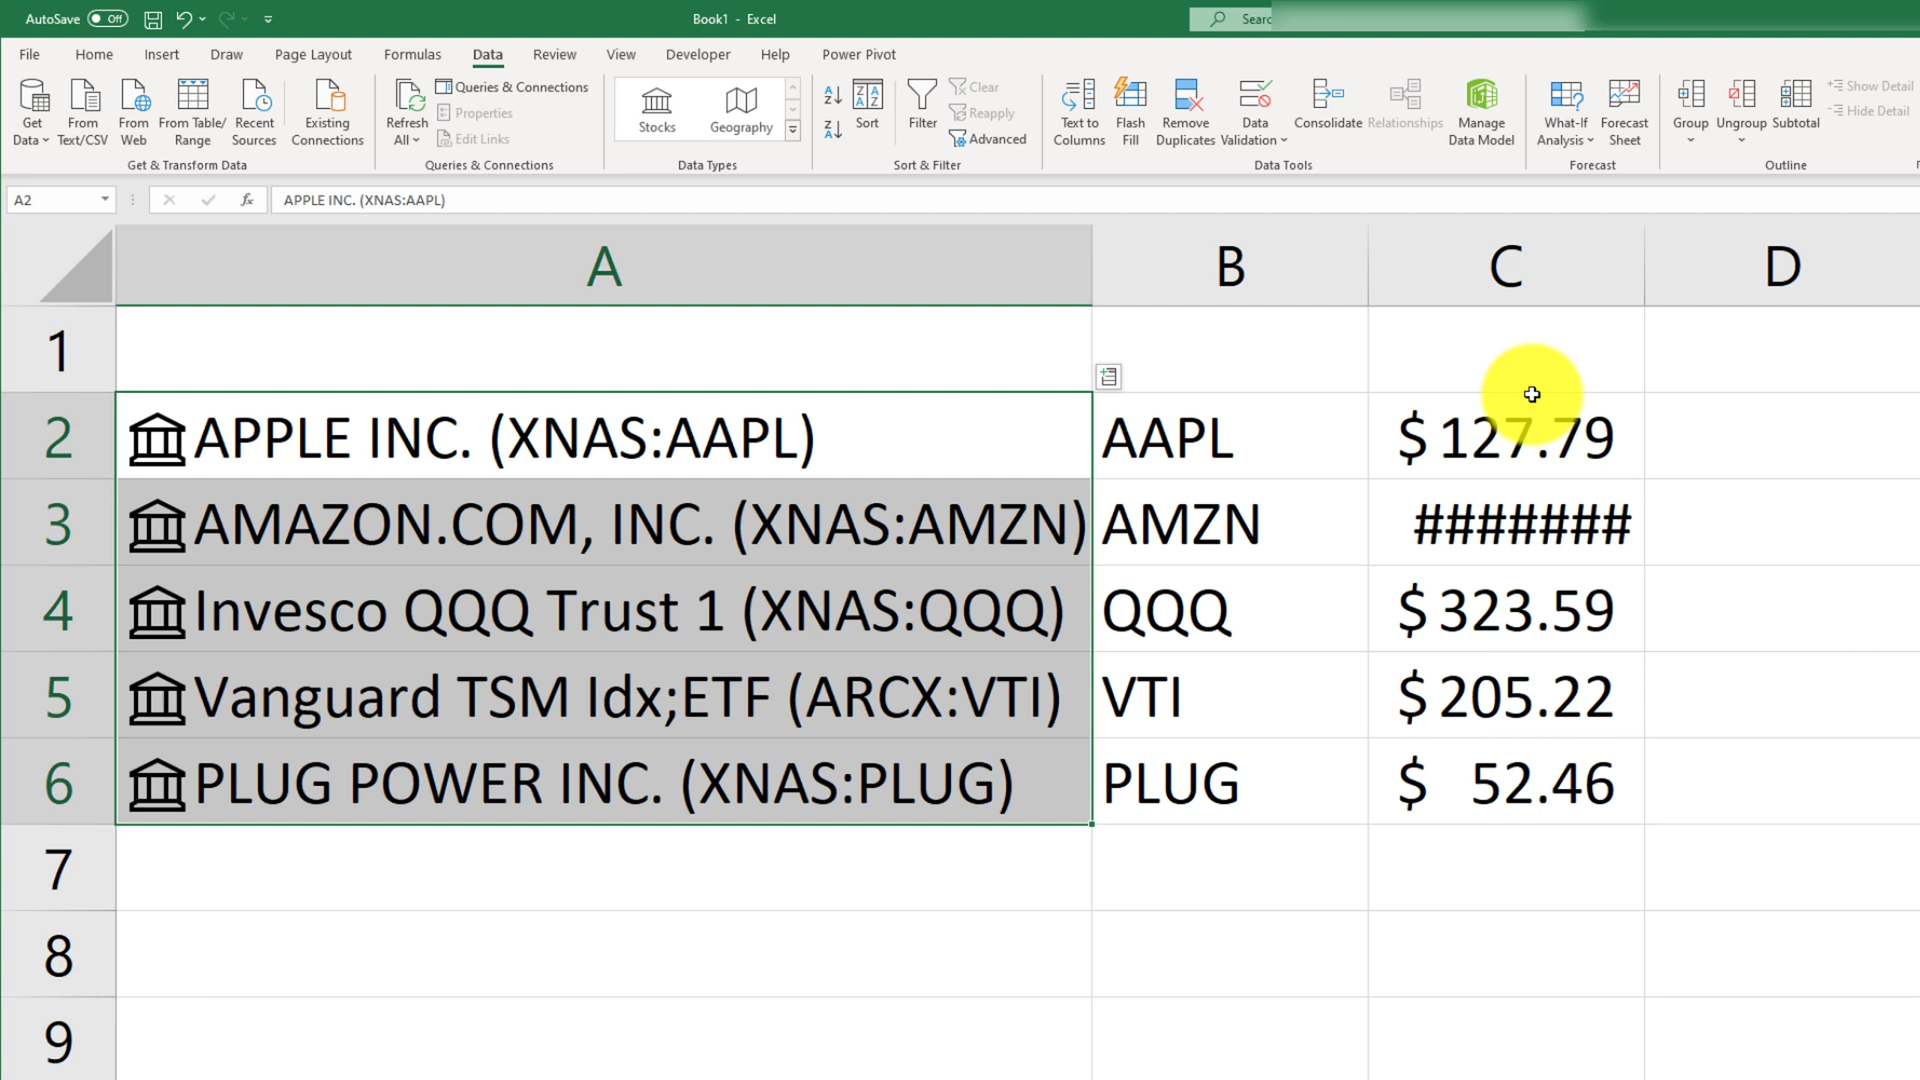 AutoSave Off
Book1 - Excel
File Home Insert Draw Page Layout Formulas Data Review View Developer Help Power Pivot
Get Data
From Text/CSV
From Web
From Table/ Range
Recent Sources
Existing Connections
Get & Transform Data
Refresh All
Queries & Connections
Properties
Edit Links
Queries & Connections
Stocks
Geography
Data Types
Sort
Filter
Clear
Reapply
Advanced
Sort & Filter
Text to Columns
Flash Fill
Remove Duplicates
Data Validation
Consolidate
Relationships
Manage Data Model
Data Tools
What-If Analysis
Forecast Sheet
Forecast
Group
Ungroup
Subtotal
Show Detail
Hide Detail
Outline
A2 fx APPLE INC. (XNAS:AAPL)
A B C D
1
2 APPLE INC. (XNAS:AAPL) AAPL $ 127.79
3 AMAZON.COM, INC. (XNAS:AMZN) AMZN #######
4 Invesco QQQ Trust 1 (XNAS:QQQ) QQQ $ 323.59
5 Vanguard TSM Idx;ETF (ARCX:VTI) VTI $ 205.22
6 PLUG POWER INC. (XNAS:PLUG) PLUG $ 52.46
7
8
9